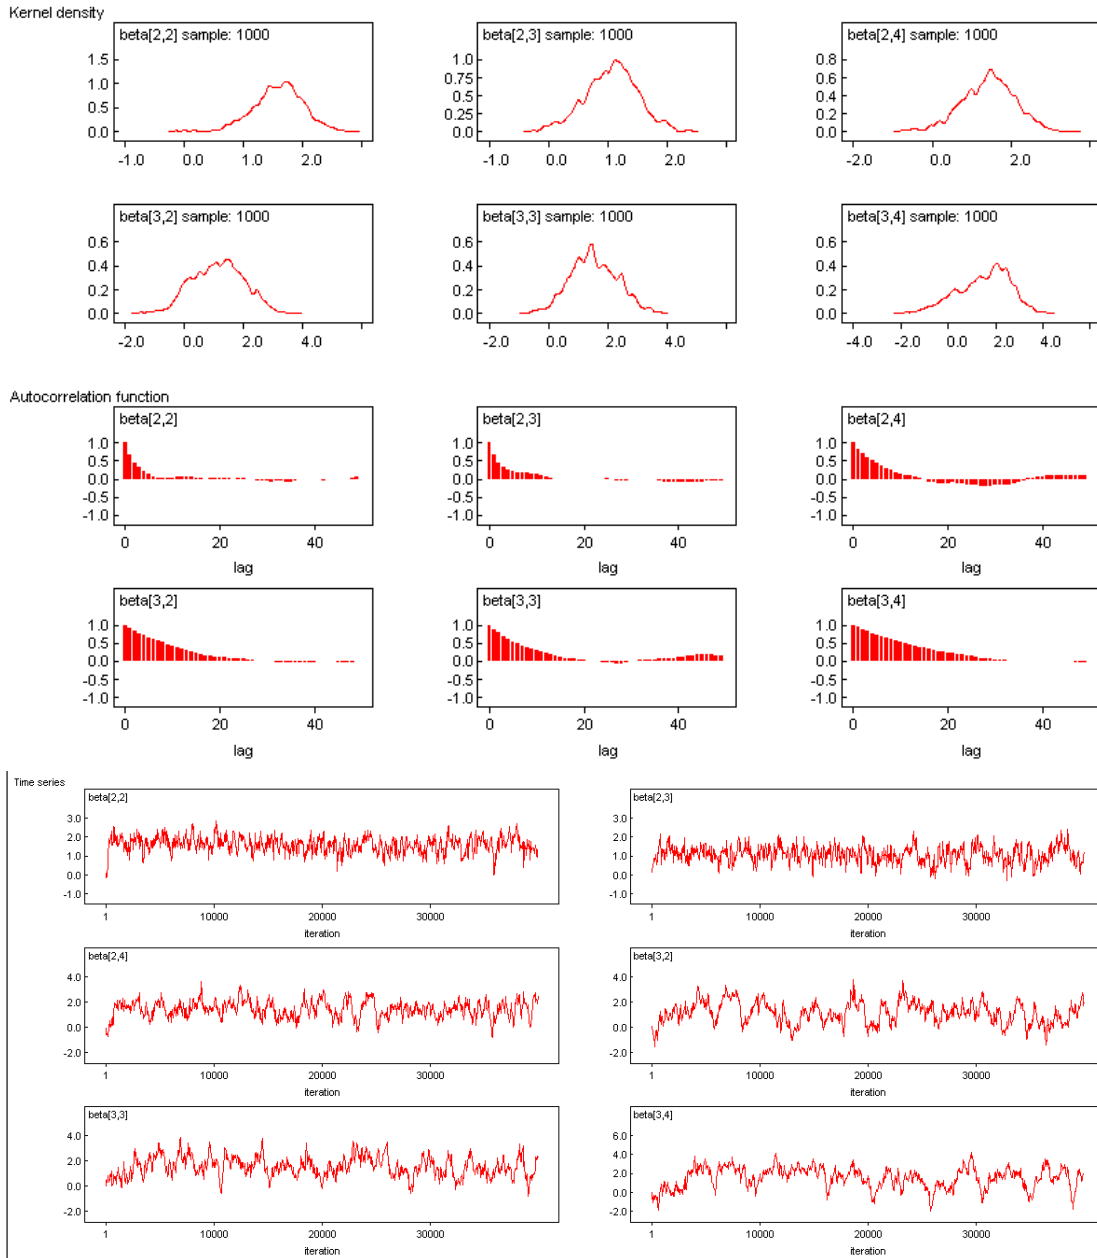 Kernel density
beta[2,2] sample: 1000
1.5
1.0
0.5
0.0
-1.0 0.0 1.0 2.0
beta[2,3] sample: 1000
1.0
0.75
0.5
0.25
0.0
-1.0 0.0 1.0 2.0
beta[2,4] sample: 1000
0.8
0.6
0.4
0.2
0.0
-2.0 0.0 2.0
beta[3,2] sample: 1000
0.6
0.4
0.2
0.0
-2.0 0.0 2.0 4.0
beta[3,3] sample: 1000
0.6
0.4
0.2
0.0
-2.0 0.0 2.0 4.0
beta[3,4] sample: 1000
0.6
0.4
0.2
0.0
-4.0 -2.0 0.0 2.0 4.0
Autocorrelation function
beta[2,2]
1.0
0.5
0.0
-0.5
-1.0
0 20 40
lag
beta[2,3]
1.0
0.5
0.0
-0.5
-1.0
0 20 40
lag
beta[2,4]
1.0
0.5
0.0
-0.5
-1.0
0 20 40
lag
beta[3,2]
1.0
0.5
0.0
-0.5
-1.0
0 20 40
lag
beta[3,3]
1.0
0.5
0.0
-0.5
-1.0
0 20 40
lag
beta[3,4]
1.0
0.5
0.0
-0.5
-1.0
0 20 40
lag
Time series
beta[2,2]
3.0
2.0
1.0
0.0
-1.0
1 10000 20000 30000
iteration
beta[2,3]
3.0
2.0
1.0
0.0
-1.0
1 10000 20000 30000
iteration
beta[2,4]
4.0
2.0
0.0
-2.0
1 10000 20000 30000
iteration
beta[3,2]
4.0
2.0
0.0
-2.0
1 10000 20000 30000
iteration
beta[3,3]
4.0
2.0
0.0
-2.0
1 10000 20000 30000
iteration
beta[3,4]
6.0
4.0
2.0
0.0
-2.0
1 10000 20000 30000
iteration